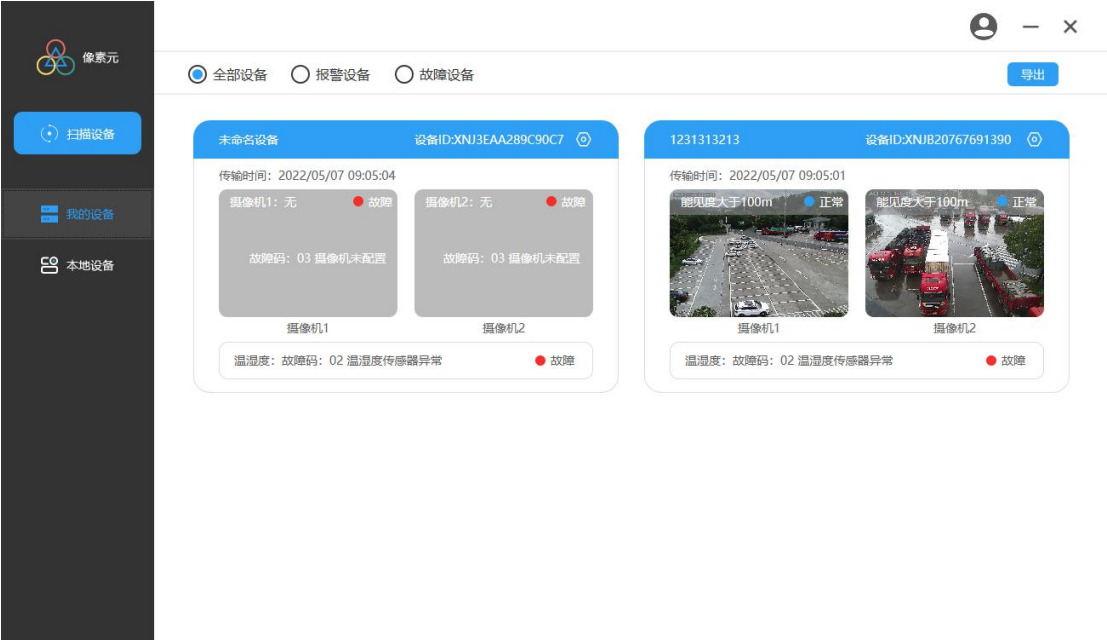 像素元
全部设备 报警设备 故障设备 导出
扫描设备
我的设备
本地设备
未命名设备 设备ID:XNJ3EAA289C90C7
传输时间：2022/05/07 09:05:04
摄像机1：无 故障 摄像机2：无 故障
故障码：03 摄像机未配置 故障码：03 摄像机未配置
摄像机1 摄像机2
温湿度：故障码：02 温湿度传感器异常 故障
1231313213 设备ID:XNJB20767691390
传输时间：2022/05/07 09:05:01
能见度大于100m 正常 能见度大于100m 正常
摄像机1 摄像机2
温湿度：故障码：02 温湿度传感器异常 故障